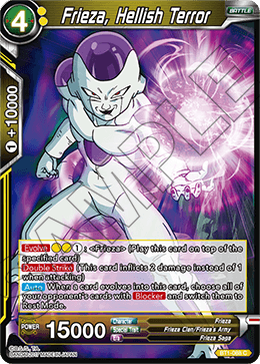 BATTLE
4
Frieza, Hellish Terror
+10000
SAMPLE
Evolve 1: <Frieza> (Play this card on top of the
specified card)
Double Strike (This card inflicts 2 damage instead of 1
when attacking)
Auto When a card evolves into this card, choose all of
your opponent's cards with Blocker and switch them to
Rest Mode.
POWER
15000
Character Frieza
Special Trait Frieza Clan/Frieza's Army
Era Frieza Saga